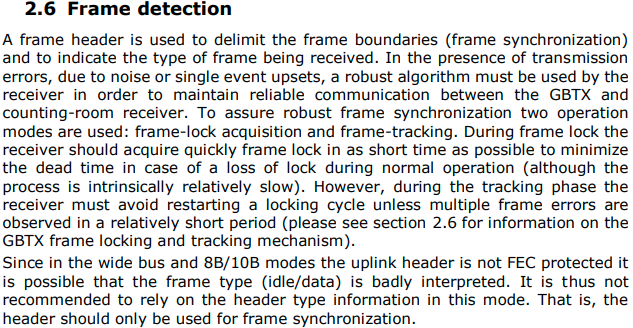 2.6 Frame detection
A frame header is used to delimit the frame boundaries (frame synchronization)
and to indicate the type of frame being received. In the presence of transmission
errors, due to noise or single event upsets, a robust algorithm must be used by the
receiver in order to maintain reliable communication between the GBTX and
counting-room receiver. To assure robust frame synchronization two operation
modes are used: frame-lock acquisition and frame-tracking. During frame lock the
receiver should acquire quickly frame lock in as short time as possible to minimize
the dead time in case of a loss of lock during normal operation (although the
process is intrinsically relatively slow). However, during the tracking phase the
receiver must avoid restarting a locking cycle unless multiple frame errors are
observed in a relatively short period (please see section 2.6 for information on the
GBTX frame locking and tracking mechanism).
Since in the wide bus and 8B/10B modes the uplink header is not FEC protected it
is possible that the frame type (idle/data) is badly interpreted. It is thus not
recommended to rely on the header type information in this mode. That is, the
header should only be used for frame synchronization.